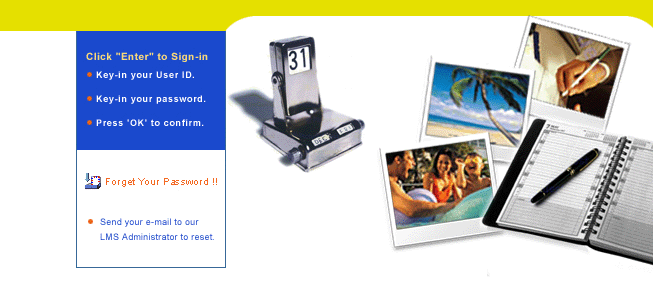 Click "Enter" to Sign-in
Key-in your User ID.
Key-in your password.
Press 'OK' to confirm.
Forget Your Password !!
Send your e-mail to our
LMS Administrator to reset.
31
DEC